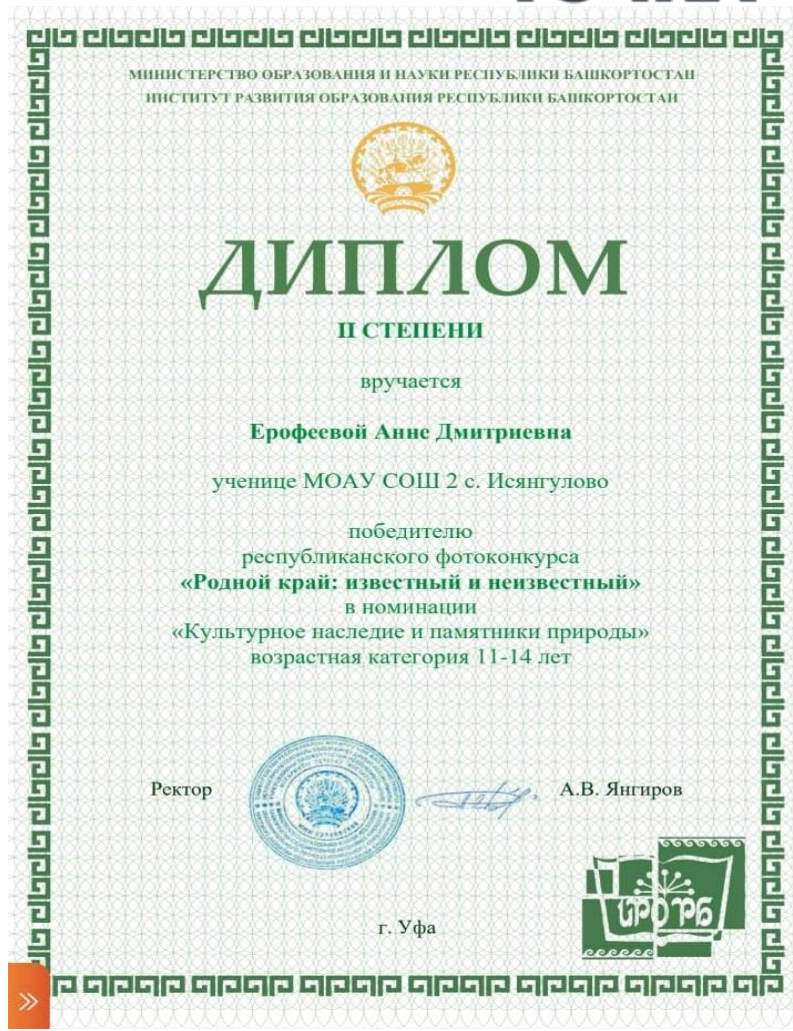 МИНИСТЕРСТВО ОБРАЗОВАНИЯ И НАУКИ РЕСПУБЛИКИ БАШКОРТОСТАН
ИНСТИТУТ РАЗВИТИЯ ОБРАЗОВАНИЯ РЕСПУБЛИКИ БАШКОРТОСТАН
ДИПЛОМ
II СТЕПЕНИ
вручается
Ерофеевой Анне Дмитриевна
ученице МОАУ СОШ 2 с. Исянгулово
победителю
республиканского фотоконкурса
«Родной край: известный и неизвестный»
в номинации
«Культурное наследие и памятники природы»
возрастная категория 11-14 лет
Ректор
А.В. Янгиров
ИРО РБ
г. Уфа